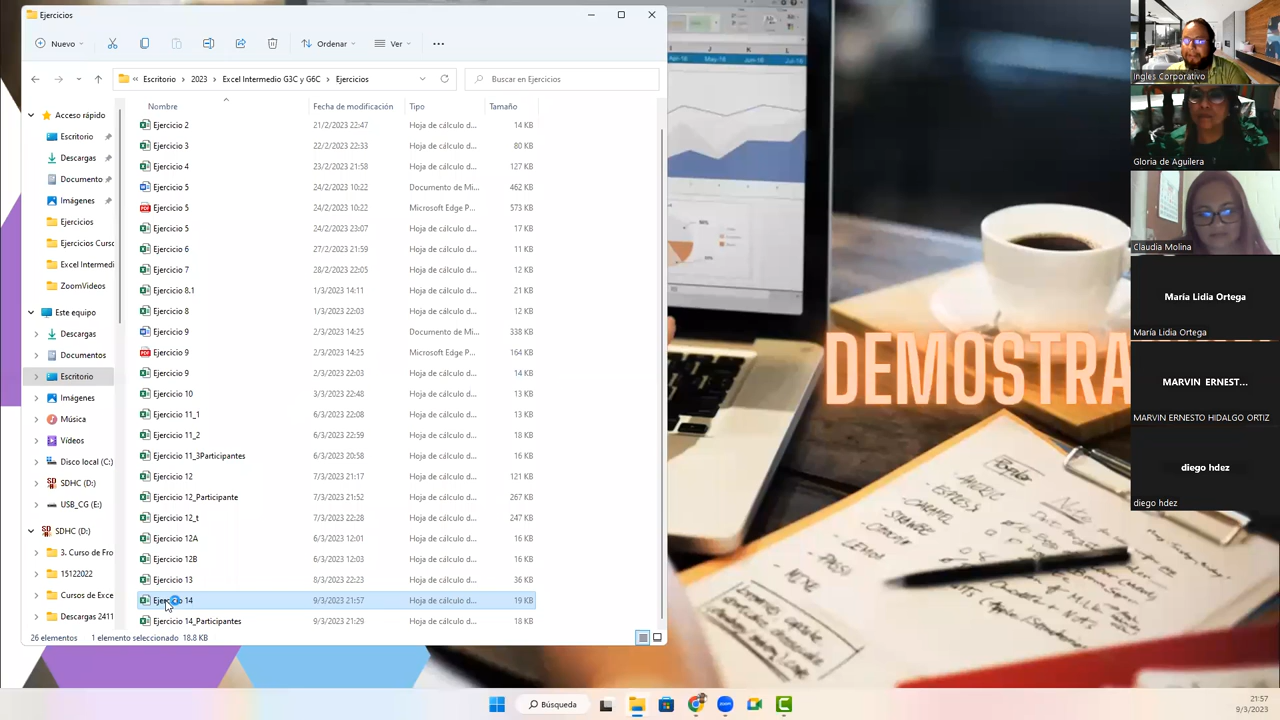 Ejercicios
Nuevo
Ordenar
Ver
Escritorio
2023
Excel Intermedio G3C y G6C
Ejercicios
Buscar en Ejercicios
Nombre
Fecha de modificación
Tipo
Tamaño
Acceso rápido
Escritorio
Descargas
Documento
Imágenes
Ejercicios
Ejercicios Curso
Excel Intermedi
ZoomVideos
Este equipo
Descargas
Documentos
Escritorio
Imágenes
Música
Vídeos
Disco local (C:)
SDHC (D:)
USB_CG (E:)
SDHC (D:)
3. Curso de Fro
15122022
Cursos de Exce
Descargas 2411
Ejercicio 2 21/2/2023 22:47 Hoja de cálculo d... 14 KB
Ejercicio 3 22/2/2023 22:33 Hoja de cálculo d... 80 KB
Ejercicio 4 23/2/2023 21:58 Hoja de cálculo d... 127 KB
Ejercicio 5 24/2/2023 10:22 Documento de Mi... 462 KB
Ejercicio 5 24/2/2023 10:22 Microsoft Edge P... 573 KB
Ejercicio 5 24/2/2023 23:07 Hoja de cálculo d... 17 KB
Ejercicio 6 27/2/2023 21:59 Hoja de cálculo d... 11 KB
Ejercicio 7 28/2/2023 22:05 Hoja de cálculo d... 12 KB
Ejercicio 8.1 1/3/2023 14:11 Hoja de cálculo d... 21 KB
Ejercicio 8 1/3/2023 22:03 Hoja de cálculo d... 12 KB
Ejercicio 9 2/3/2023 14:25 Documento de Mi... 338 KB
Ejercicio 9 2/3/2023 14:25 Microsoft Edge P... 164 KB
Ejercicio 9 2/3/2023 22:03 Hoja de cálculo d... 14 KB
Ejercicio 10 3/3/2023 22:48 Hoja de cálculo d... 13 KB
Ejercicio 11_1 6/3/2023 22:08 Hoja de cálculo d... 13 KB
Ejercicio 11_2 6/3/2023 22:59 Hoja de cálculo d... 18 KB
Ejercicio 11_3Participantes 6/3/2023 20:58 Hoja de cálculo d... 16 KB
Ejercicio 12 7/3/2023 21:17 Hoja de cálculo d... 121 KB
Ejercicio 12_Participante 7/3/2023 21:52 Hoja de cálculo d... 267 KB
Ejercicio 12_t 7/3/2023 22:28 Hoja de cálculo d... 247 KB
Ejercicio 12A 6/3/2023 12:01 Hoja de cálculo d... 16 KB
Ejercicio 12B 6/3/2023 12:03 Hoja de cálculo d... 16 KB
Ejercicio 13 8/3/2023 22:23 Hoja de cálculo d... 36 KB
Ejercicio 14 9/3/2023 21:57 Hoja de cálculo d... 19 KB
Ejercicio 14_Participantes 9/3/2023 21:29 Hoja de cálculo d... 18 KB
26 elementos 1 elemento seleccionado 18.8 KB
DEMOSTRA
Ingles Corporativo
Gloria de Aguilera
Claudia Molina
María Lidia Ortega
María Lidia Ortega
MARVIN ERNEST...
MARVIN ERNESTO HIDALGO ORTIZ
diego hdez
diego hdez
Búsqueda
zoom
21:57
9/3/2023